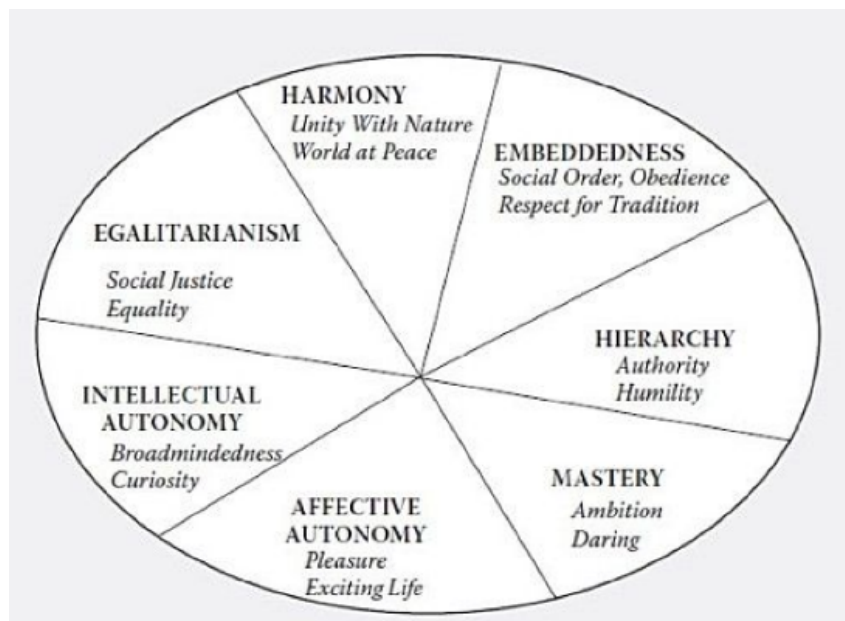 HARMONY
Unity With Nature
World at Peace
EMBEDDEDNESS
Social Order, Obedience
Respect for Tradition
EGALITARIANISM
Social Justice
Equality
HIERARCHY
Authority
Humility
INTELLECTUAL
AUTONOMY
Broadmindedness
Curiosity
MASTERY
Ambition
Daring
AFFECTIVE
AUTONOMY
Pleasure
Exciting Life